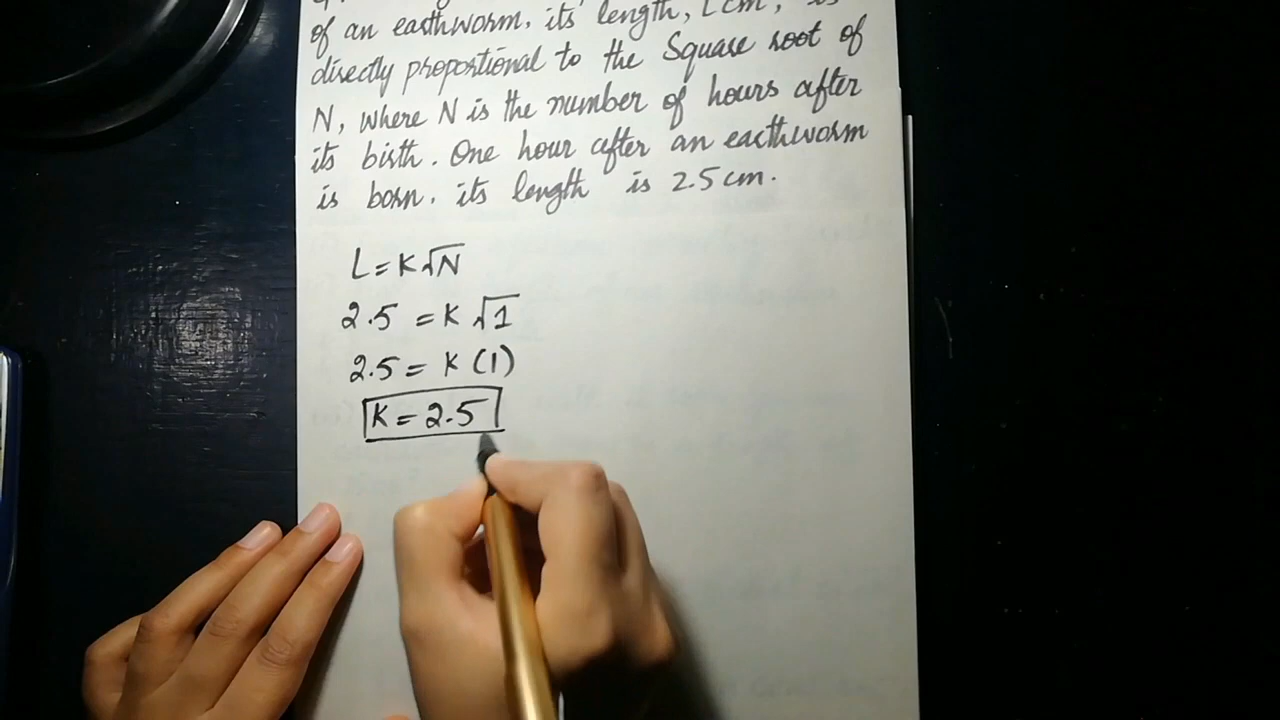 of an earthworm, its length, L cm, is
directly proportional to the Square root of
N, where N is the number of hours after
its birth. One hour after an earthworm
is born, its length is 2.5 cm.
L = K√N
2.5 = K √1
2.5 = K (1)
K = 2.5